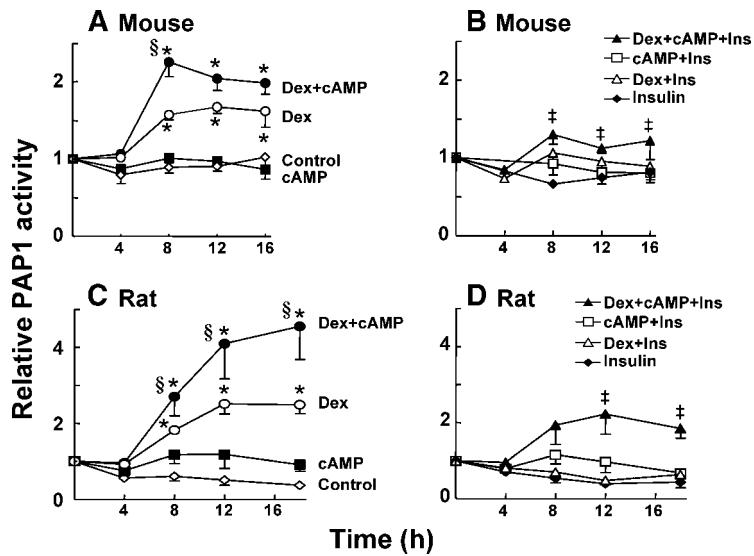 A Mouse
§ *
*
*
Dex+cAMP
Dex
*
*
*
Control
cAMP
2
1
0
4 8 12 16
B Mouse
Dex+cAMP+Ins
cAMP+Ins
Dex+Ins
Insulin
‡
‡
‡
2
1
0
4 8 12 16
Relative PAP1 activity
C Rat
§ *
§ *
§ *
Dex+cAMP
*
*
*
Dex
cAMP
Control
4
2
0
4 8 12 16
D Rat
Dex+cAMP+Ins
cAMP+Ins
Dex+Ins
Insulin
‡
‡
4
2
0
4 8 12 16
Time (h)